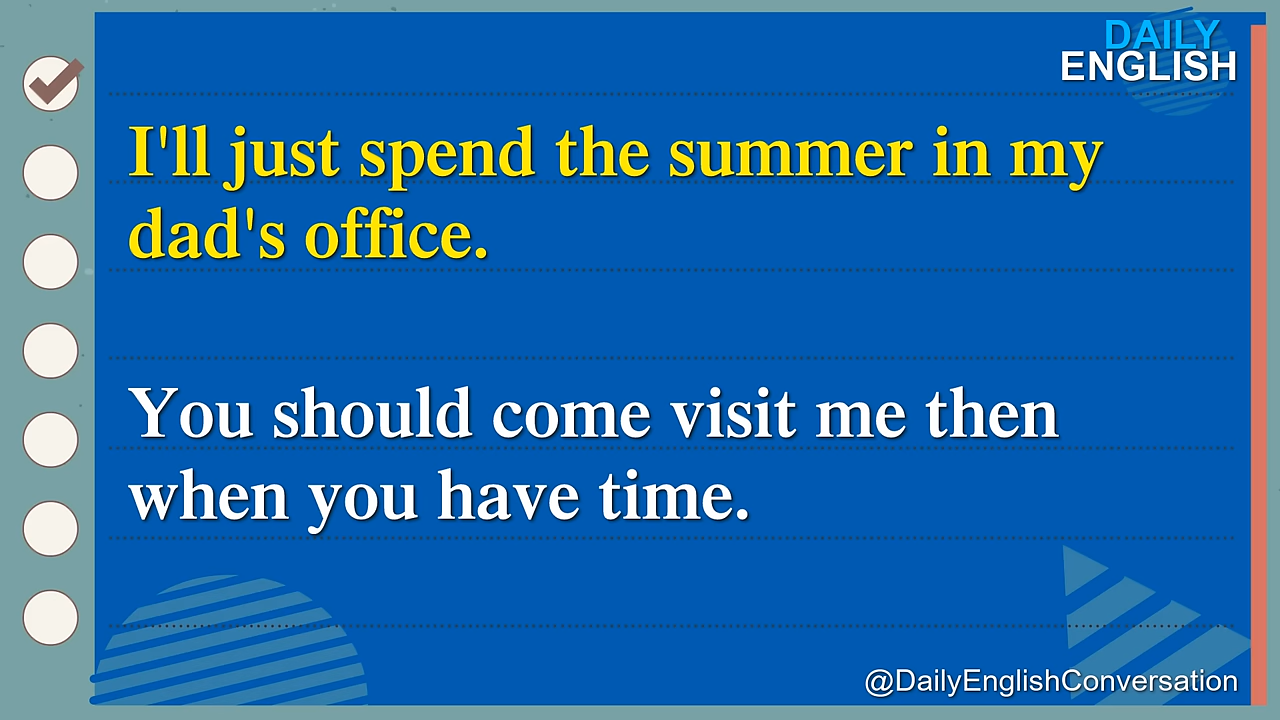 DAILY
ENGLISH
I'll just spend the summer in my
dad's office.
You should come visit me then
when you have time.
@DailyEnglishConversation